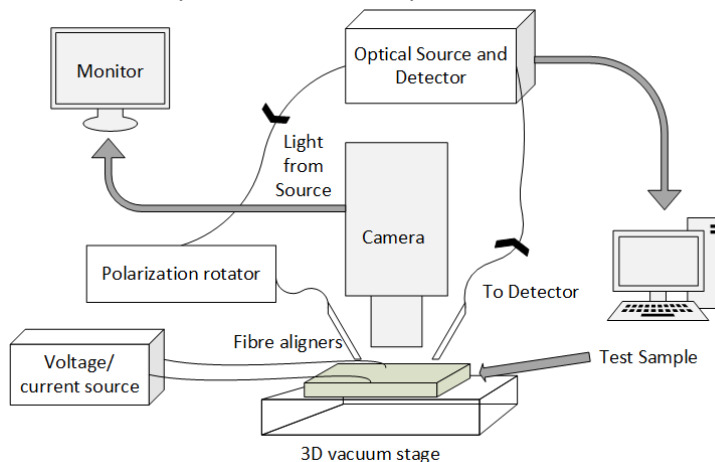 Monitor
Optical Source and
Detector
Light
from
Source
Camera
Polarization rotator
To Detector
Fibre aligners
Voltage/
current source
Test Sample
3D vacuum stage